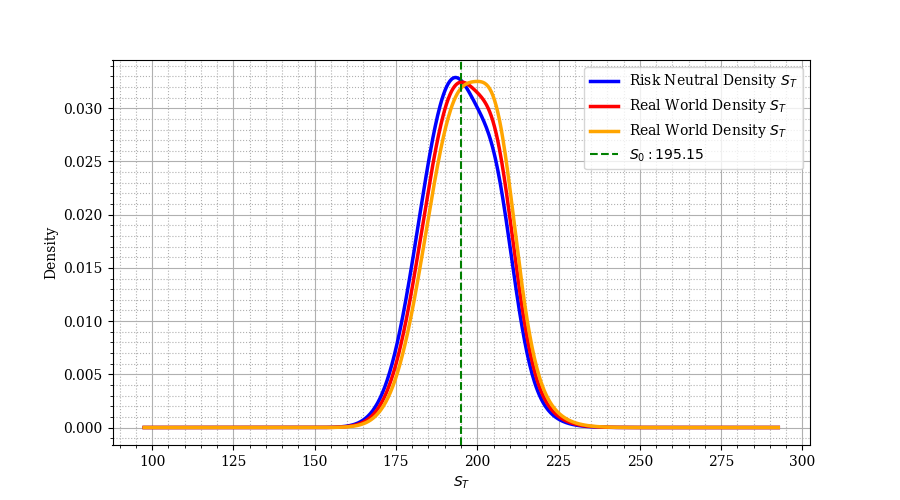 Risk Neutral Density S_T
Real World Density S_T
Real World Density S_T
S_0 : 195.15
0.030
0.025
0.020
0.015
0.010
0.005
0.000
Density
100 125 150 175 200 225 250 275 300
S_T